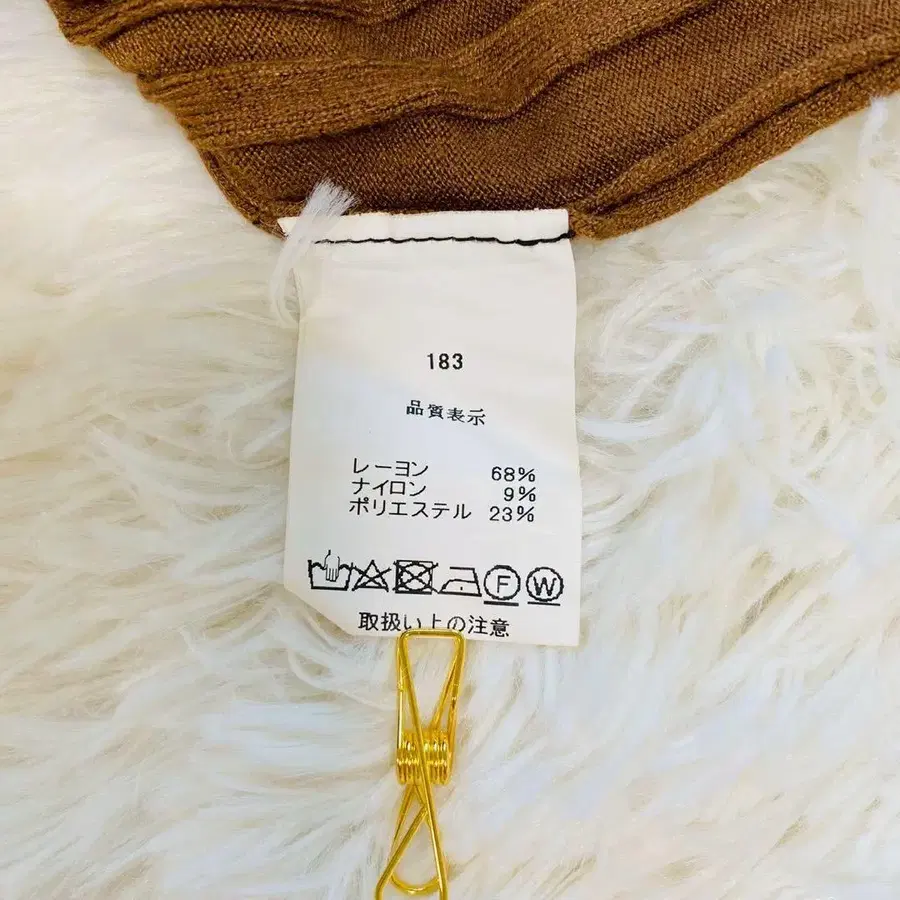 183
品質表示
レーヨン 68%
ナイロン 9%
ポリエステル 23%
F W
取扱い上の注意